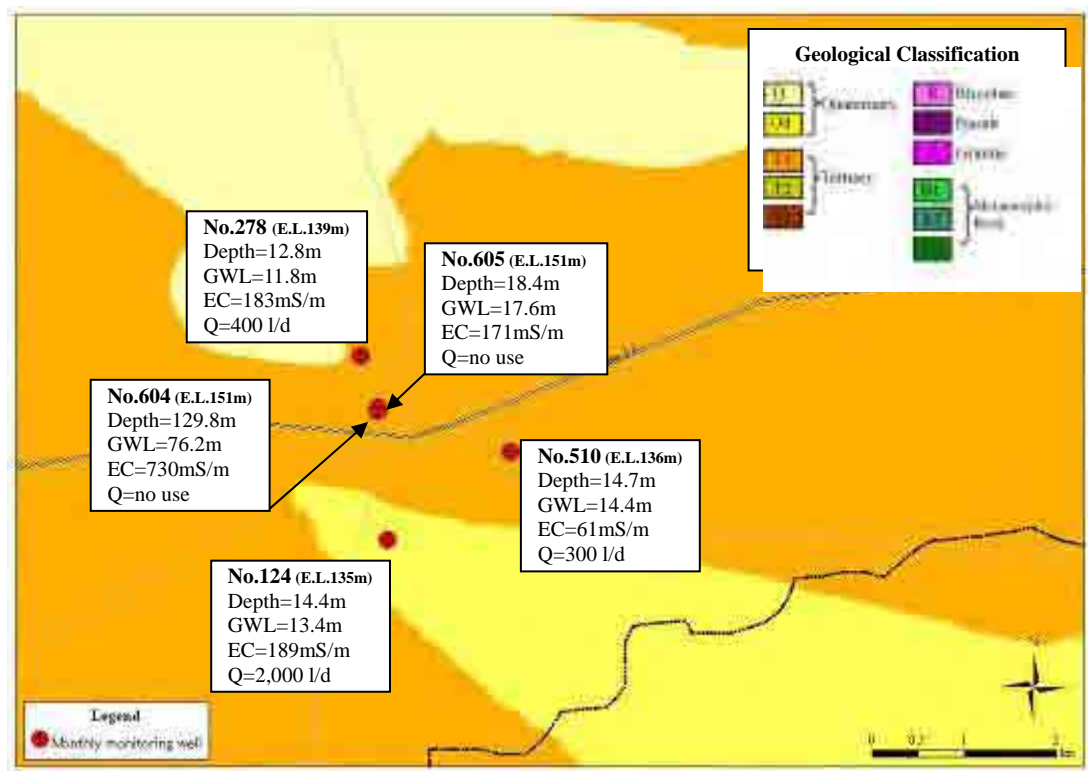 Geological Classification
Quaternary
Tertiary
Granite
Metamorphic
Rock
No.278 (E.L.139m)
Depth=12.8m
GWL=11.8m
EC=183mS/m
Q=400 l/d
No.605 (E.L.151m)
Depth=18.4m
GWL=17.6m
EC=171mS/m
Q=no use
No.604 (E.L.151m)
Depth=129.8m
GWL=76.2m
EC=730mS/m
Q=no use
No.510 (E.L.136m)
Depth=14.7m
GWL=14.4m
EC=61mS/m
Q=300 l/d
No.124 (E.L.135m)
Depth=14.4m
GWL=13.4m
EC=189mS/m
Q=2,000 l/d
Legend
Monthly monitoring well
0 0.5 1 2
km